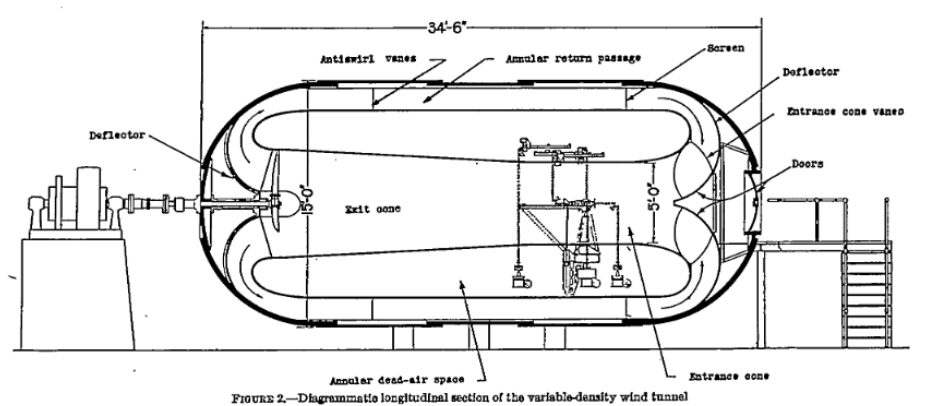 34'-6"
Antiswirl vanes
Annular return passage
Screen
Deflector
Entrance cone vanes
Deflector
Doors
15'-0"
5'-0"
Exit cone
Annular dead-air space
Entrance cone
FIGURE 2.—Diagrammatic longitudinal section of the variable-density wind tunnel